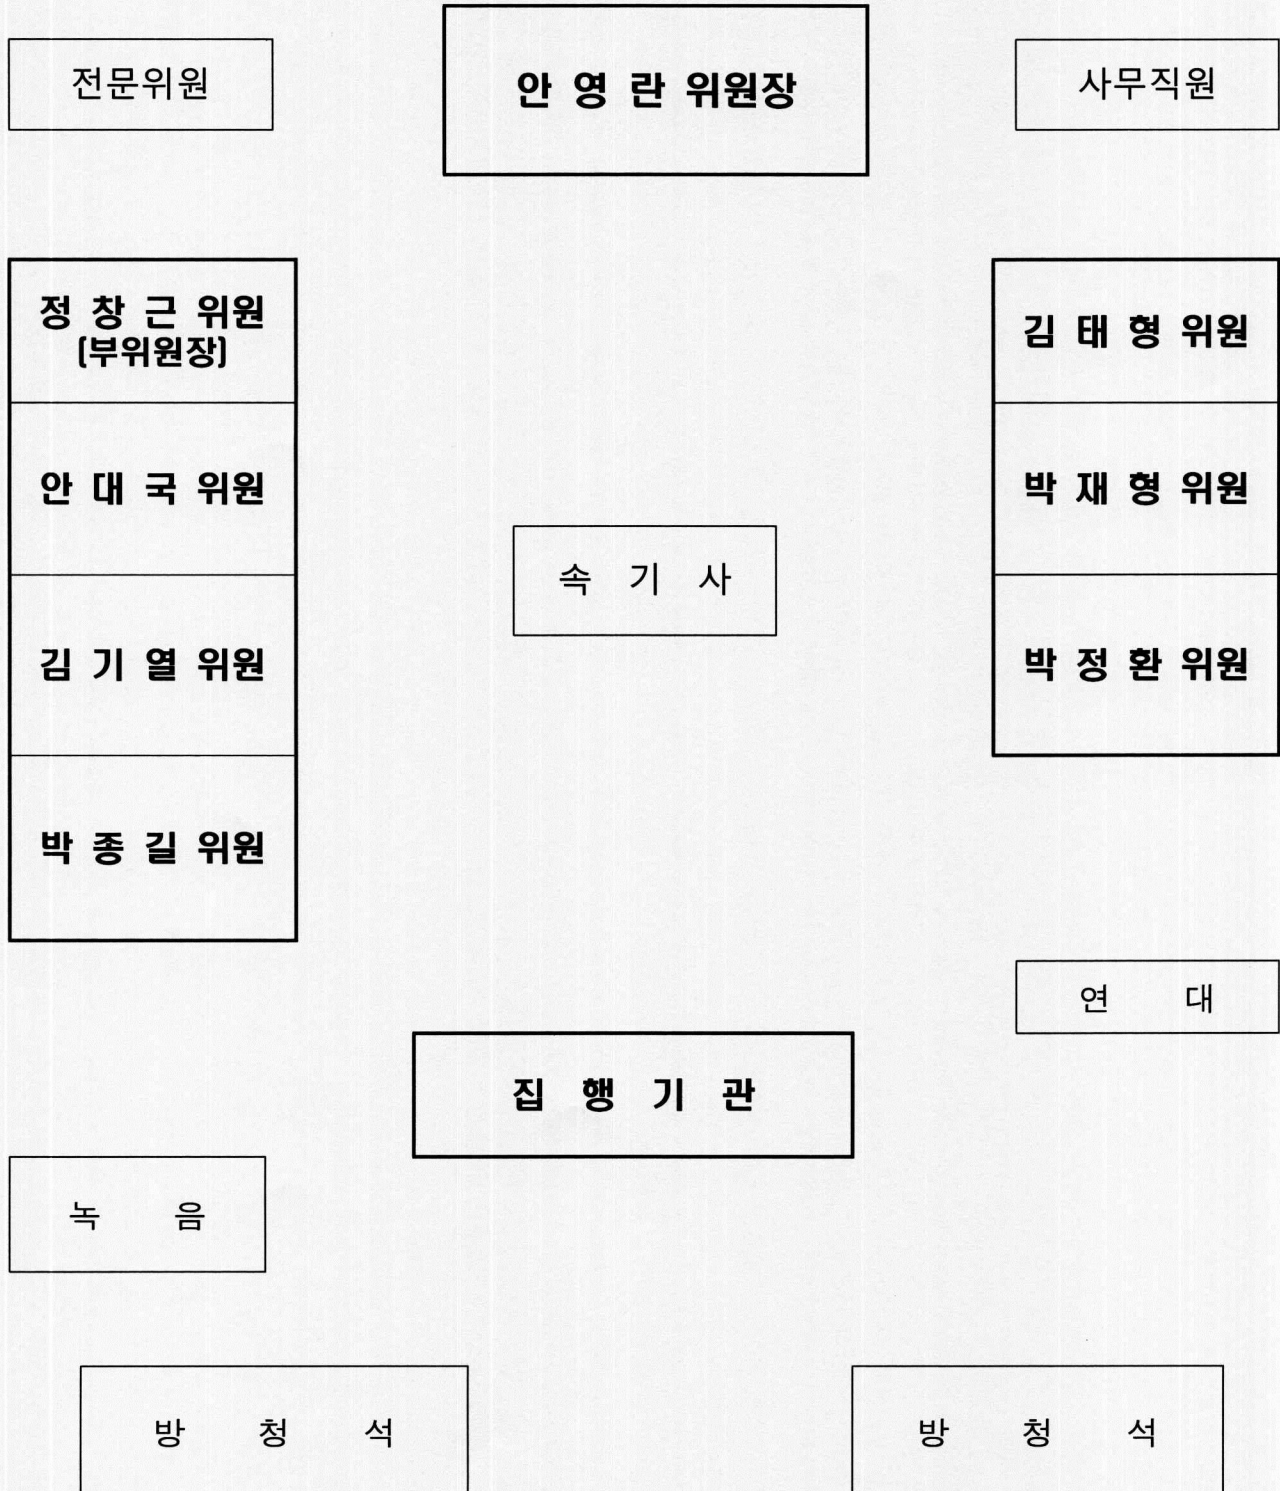 전문위원
안 영 란 위원장
사무직원
정 창 근 위원
(부위원장)
안 대 국 위원
김 기 열 위원
박 종 길 위원
김 태 형 위원
박 재 형 위원
박 정 환 위원
속 기 사
연 대
집 행 기 관
녹 음
방 청 석
방 청 석